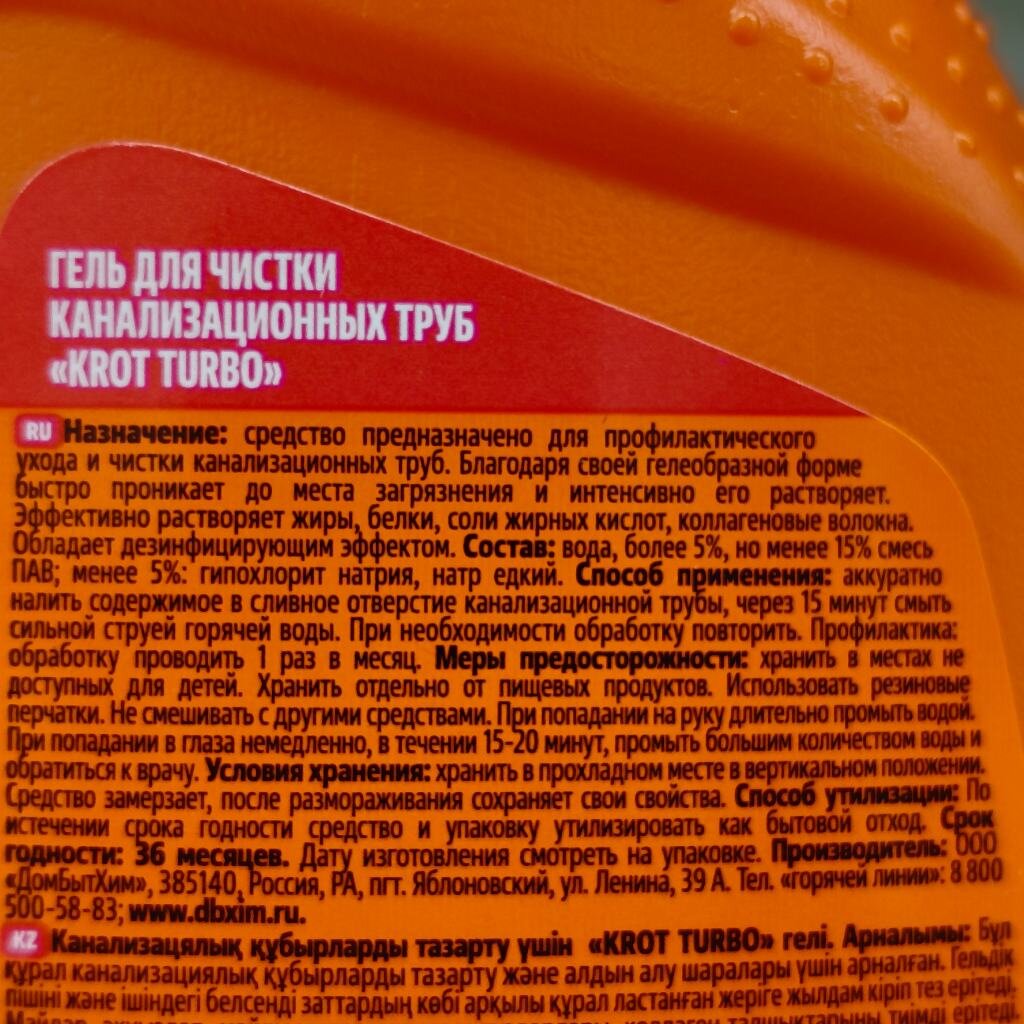 ГЕЛЬ ДЛЯ ЧИСТКИ
КАНАЛИЗАЦИОННЫХ ТРУБ
«KROT TURBO»
RU Назначение: средство предназначено для профилактического
ухода и чистки канализационных труб. Благодаря своей гелеобразной форме
быстро проникает до места загрязнения и интенсивно его растворяет.
Эффективно растворяет жиры, белки, соли жирных кислот, коллагеновые волокна.
Обладает дезинфицирующим эффектом. Состав: вода, более 5%, но менее 15% смесь
ПАВ; менее 5%: гипохлорит натрия, натр едкий. Способ применения: аккуратно
налить содержимое в сливное отверстие канализационной трубы, через 15 минут смыть
сильной струей горячей воды. При необходимости обработку повторить. Профилактика:
обработку проводить 1 раз в месяц. Меры предосторожности: хранить в местах не
доступных для детей. Хранить отдельно от пищевых продуктов. Использовать резиновые
перчатки. Не смешивать с другими средствами. При попадании на руку длительно промыть водой.
При попадании в глаза немедленно, в течении 15-20 минут, промыть большим количеством воды и
обратиться к врачу. Условия хранения: хранить в прохладном месте в вертикальном положении.
Средство замерзает, после размораживания сохраняет свои свойства. Способ утилизации: По
истечении срока годности средство и упаковку утилизировать как бытовой отход. Срок
годности: 36 месяцев. Дату изготовления смотреть на упаковке. Производитель: ООО
«ДомБытХим», 385140, Россия, РА, пгт. Яблоновский, ул. Ленина, 39 А. Тел. «горячей линии»: 8 800
500-58-83; www.dbxim.ru.
KZ Канализацялық құбырларды тазарту үшін «KROT TURBO» гелі. Арналымы: Бұл
құрал канализациялық құбырларды тазарту және алдын алу шаралары үшін арналған. Гельдік
пішіні және ішіндегі белсенді заттардың көбі арқылы құрал ластанған жеріге жылдам кіріп тез ерітеді.
коллаген талшықтарыны тиімді ерітеді.